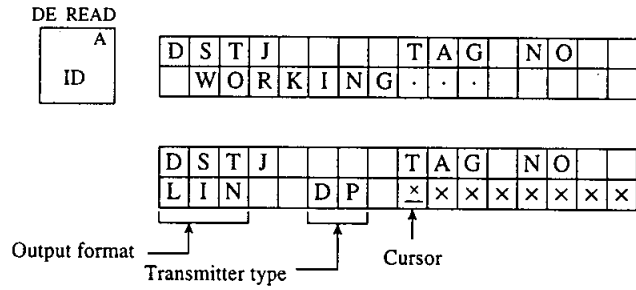 DE READ
A
ID
DSTJ TAG NO
WORKING...
DSTJ TAG NO
LIN DP ××××××××
Output format
Transmitter type
Cursor